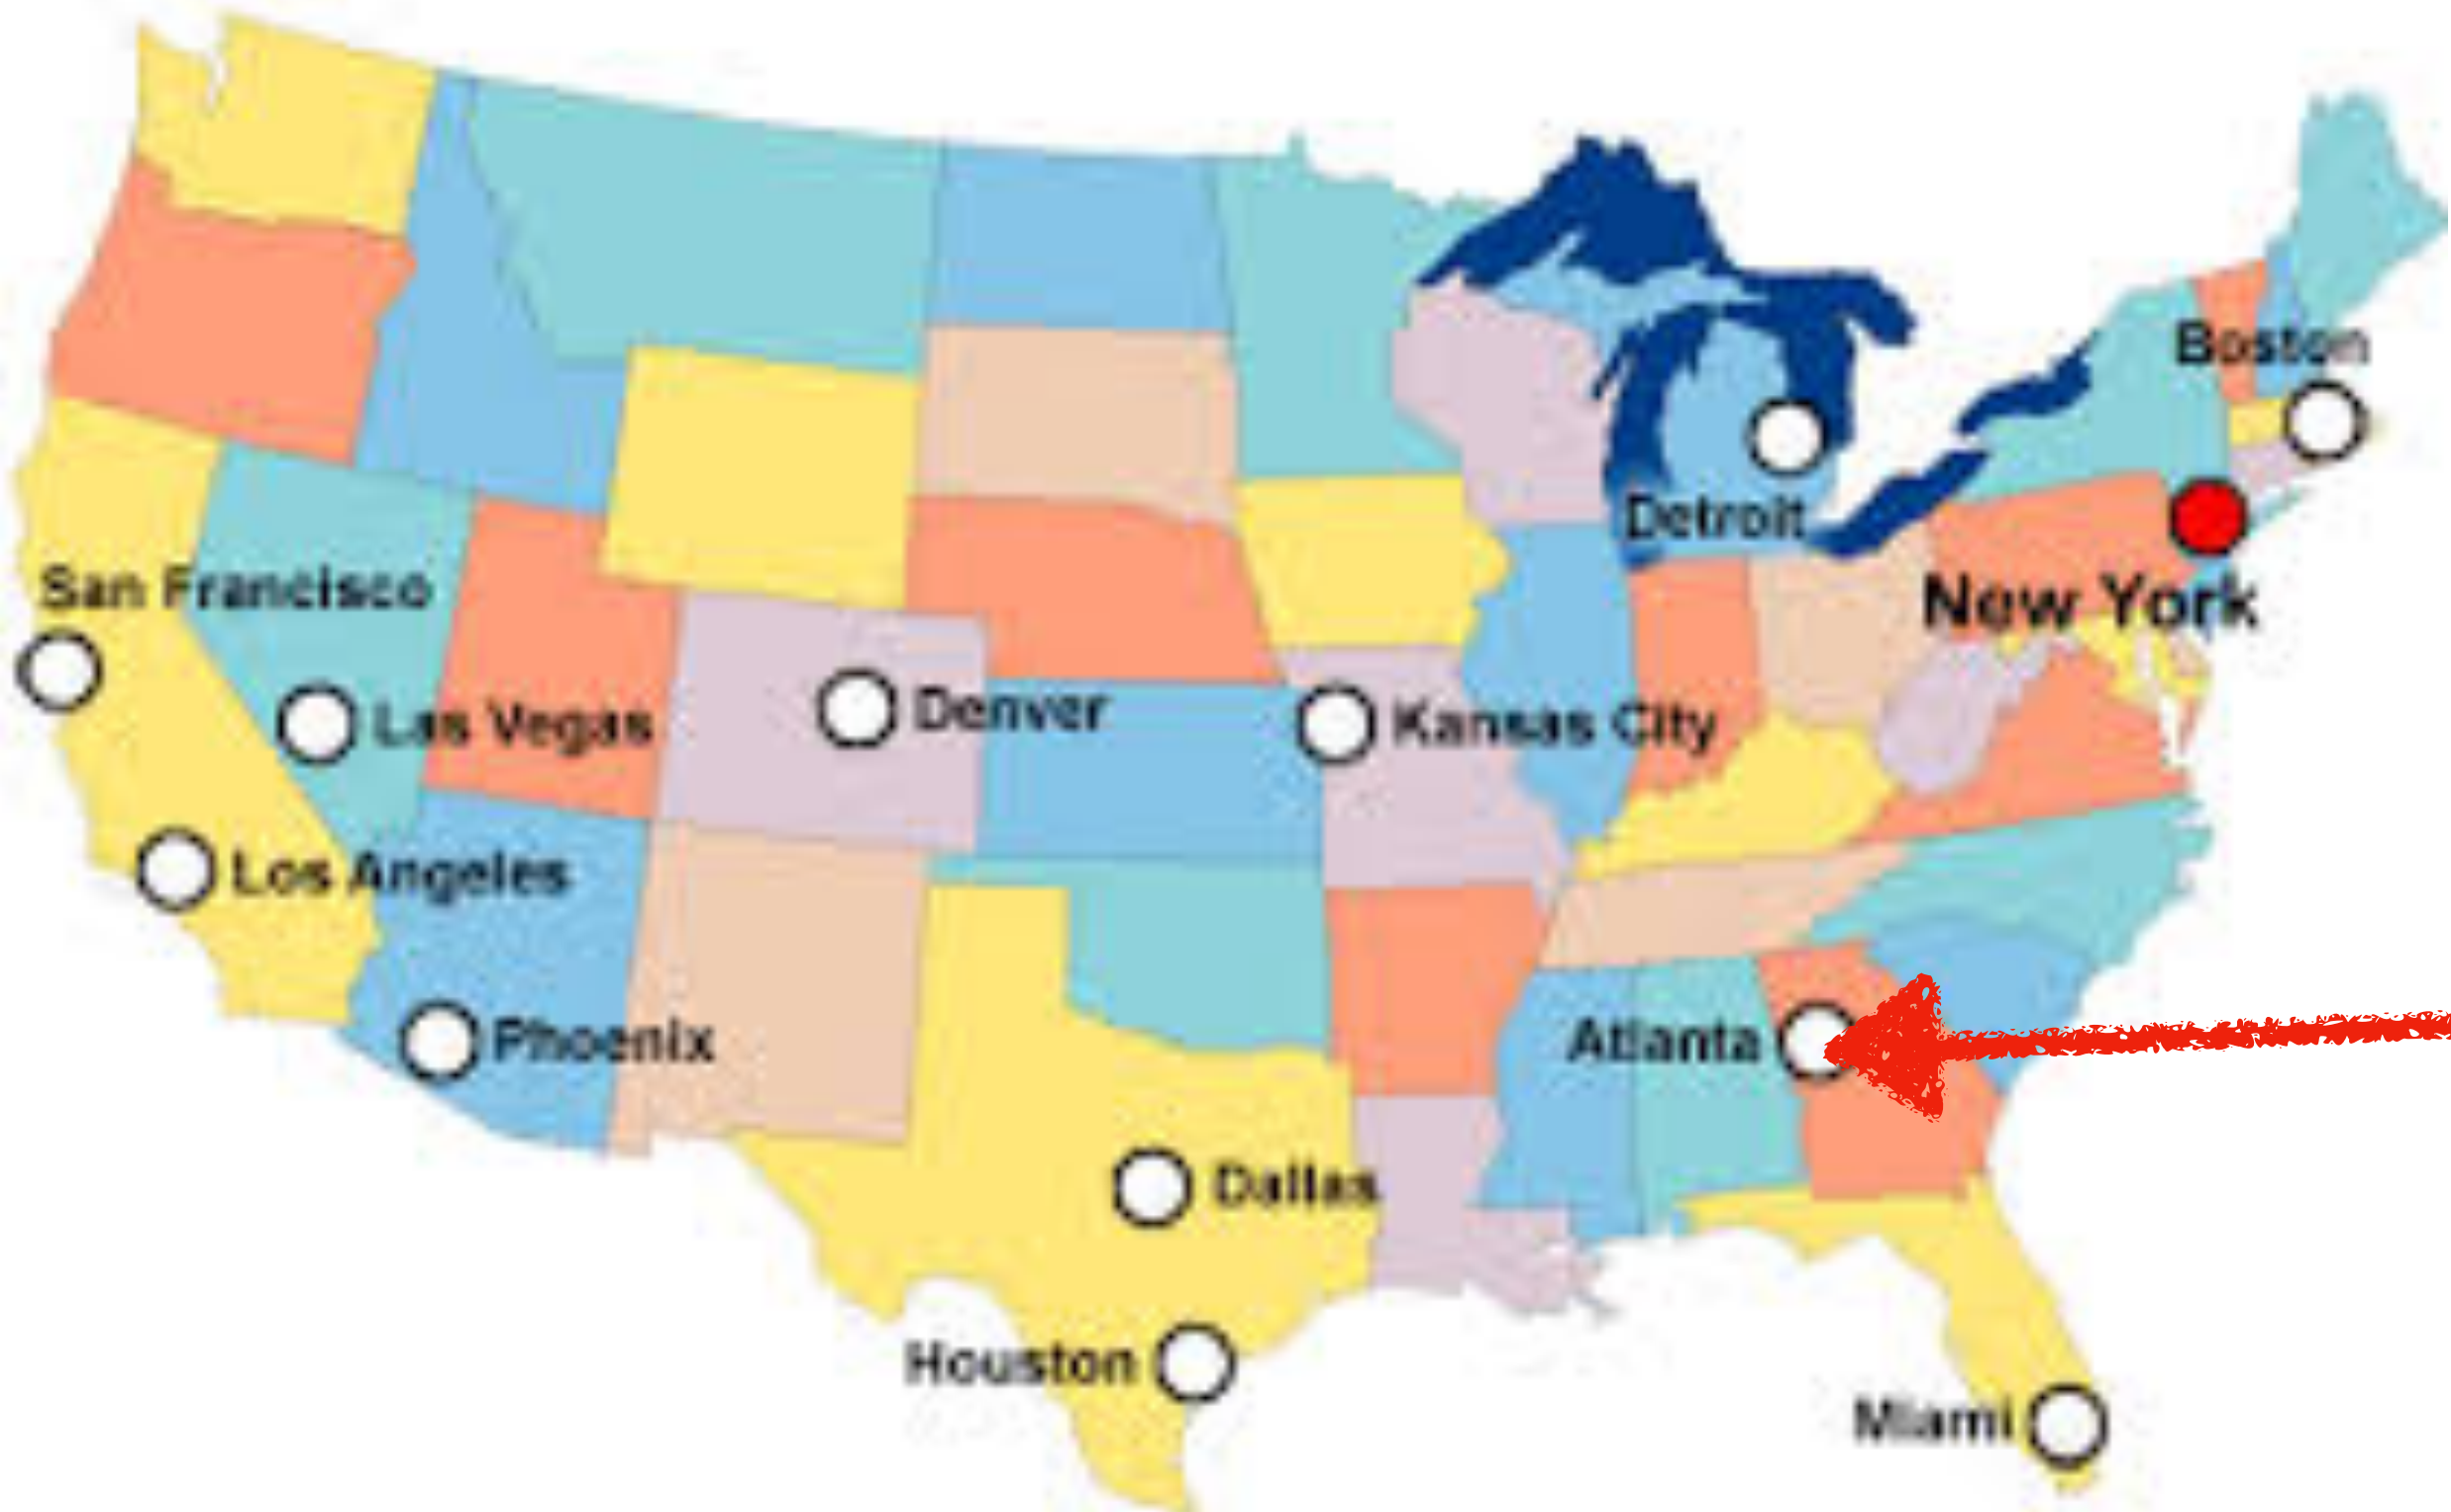 Boston
Detroit
New York
San Francisco
Las Vegas
Denver
Kansas City
Los Angeles
Phoenix
Atlanta
Dallas
Houston
Miami